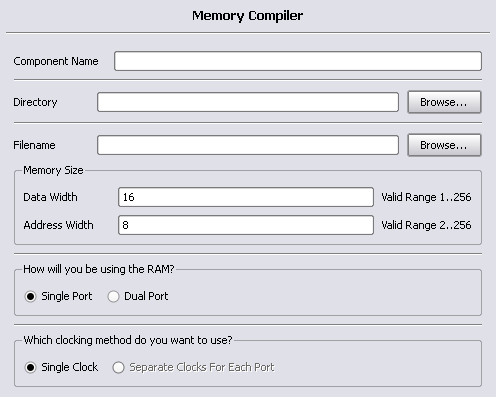 Memory Compiler
Component Name
Directory
Browse...
Filename
Browse...
Memory Size
Data Width 16 Valid Range 1..256
Address Width 8 Valid Range 2..256
How will you be using the RAM?
Single Port Dual Port
Which clocking method do you want to use?
Single Clock Separate Clocks For Each Port